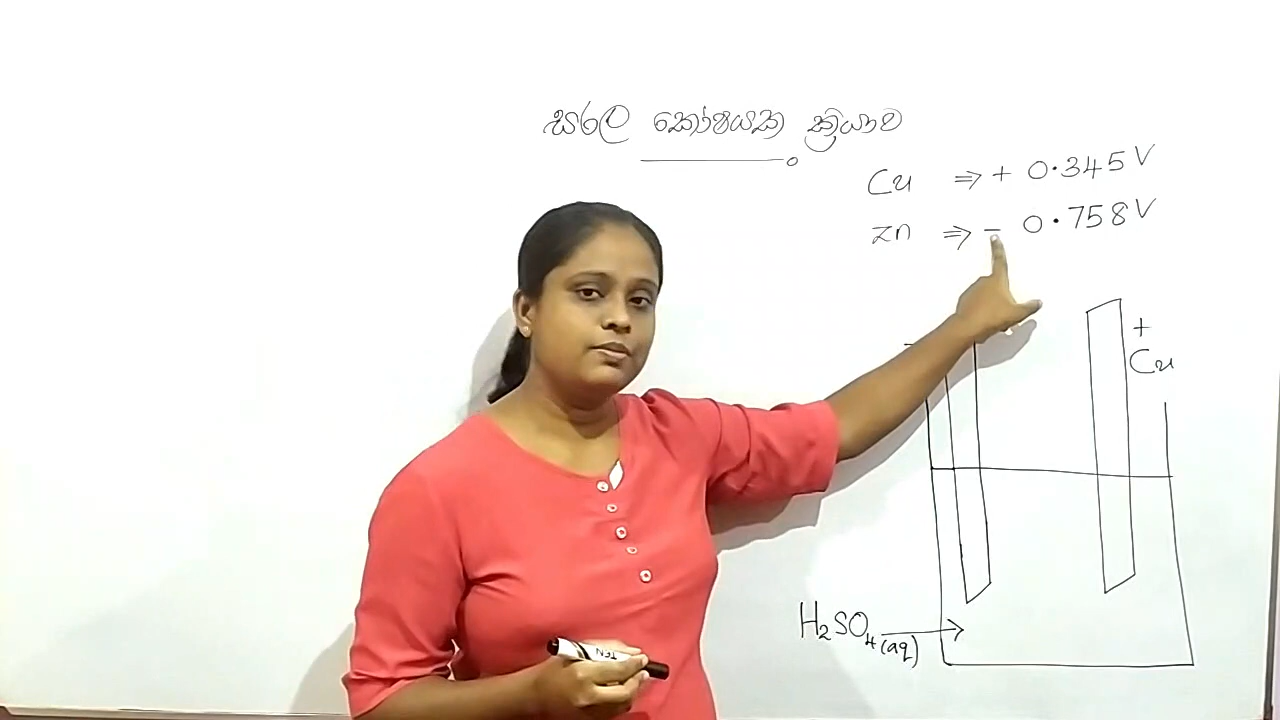 සරල කෝෂයක ක්‍රියාව
Cu ⇒ + 0.345 V
Zn ⇒ - 0.758 V
+
Cu
H₂SO₄(aq) →